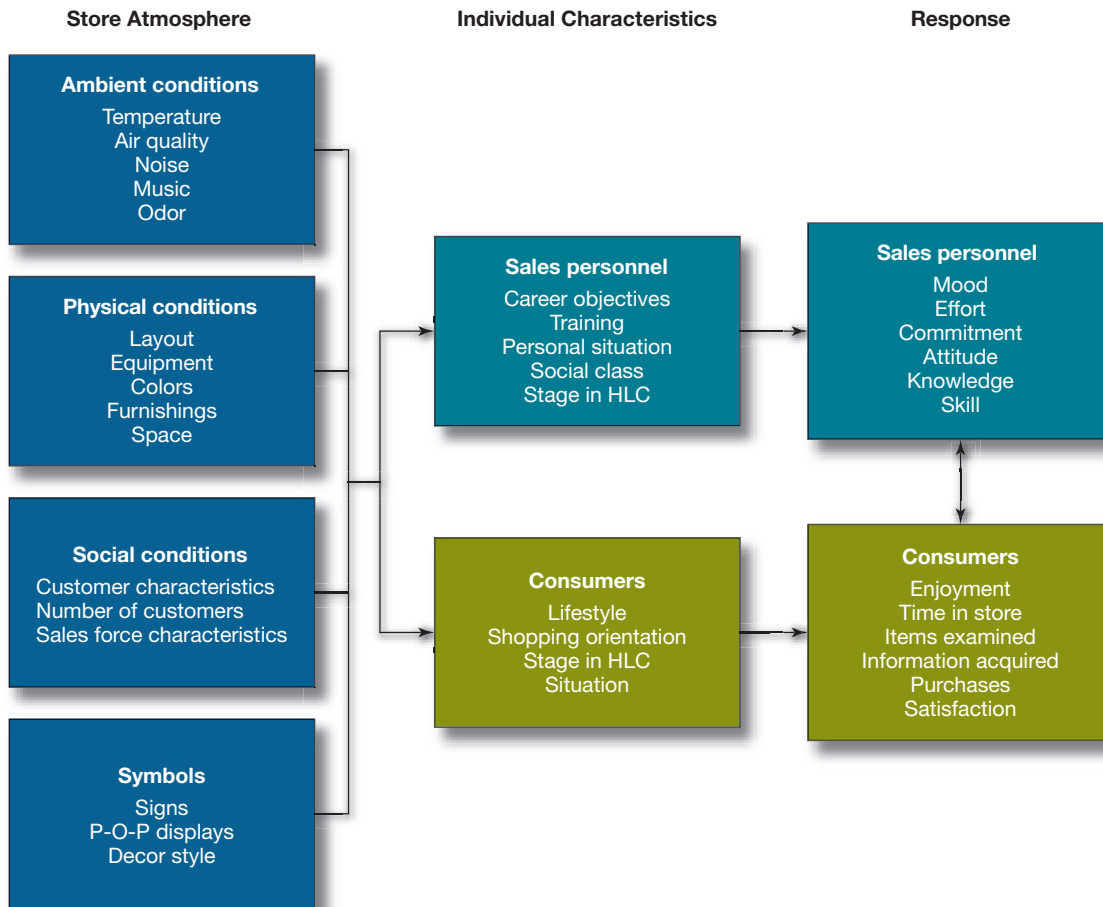 Store Atmosphere
Individual Characteristics
Response
Ambient conditions
Temperature
Air quality
Noise
Music
Odor
Physical conditions
Layout
Equipment
Colors
Furnishings
Space
Social conditions
Customer characteristics
Number of customers
Sales force characteristics
Symbols
Signs
P-O-P displays
Decor style
Sales personnel
Career objectives
Training
Personal situation
Social class
Stage in HLC
Consumers
Lifestyle
Shopping orientation
Stage in HLC
Situation
Sales personnel
Mood
Effort
Commitment
Attitude
Knowledge
Skill
Consumers
Enjoyment
Time in store
Items examined
Information acquired
Purchases
Satisfaction